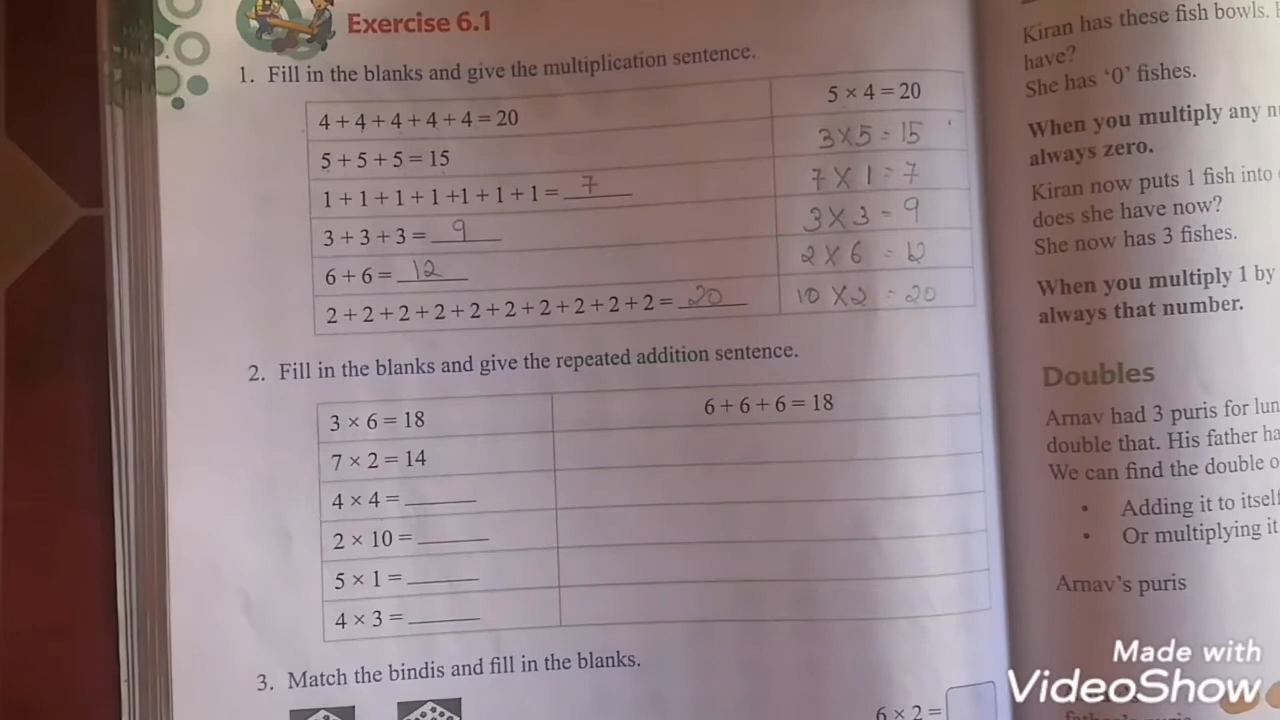 Exercise 6.1
1. Fill in the blanks and give the multiplication sentence.
4 + 4 + 4 + 4 + 4 = 20 5 × 4 = 20
5 + 5 + 5 = 15 3 × 5 = 15
1 + 1 + 1 + 1 + 1 + 1 + 1 = 7 7 × 1 = 7
3 + 3 + 3 = 9 3 × 3 = 9
6 + 6 = 12 2 × 6 = 12
2 + 2 + 2 + 2 + 2 + 2 + 2 + 2 + 2 + 2 = 20 10 × 2 = 20
2. Fill in the blanks and give the repeated addition sentence.
3 × 6 = 18 6 + 6 + 6 = 18
7 × 2 = 14
4 × 4 = ______
2 × 10 = ______
5 × 1 = ______
4 × 3 = ______
3. Match the bindis and fill in the blanks.
6 × 2 =
Kiran has these fish bowls.
have?
She has ‘0’ fishes.
When you multiply any
always zero.
Kiran now puts 1 fish into
does she have now?
She now has 3 fishes.
When you multiply 1 by
always that number.
Doubles
Arnav had 3 puris for
double that. His father
We can find the double
• Adding it to
• Or multiplying it
Arnav’s puris
Made with
VideoShow